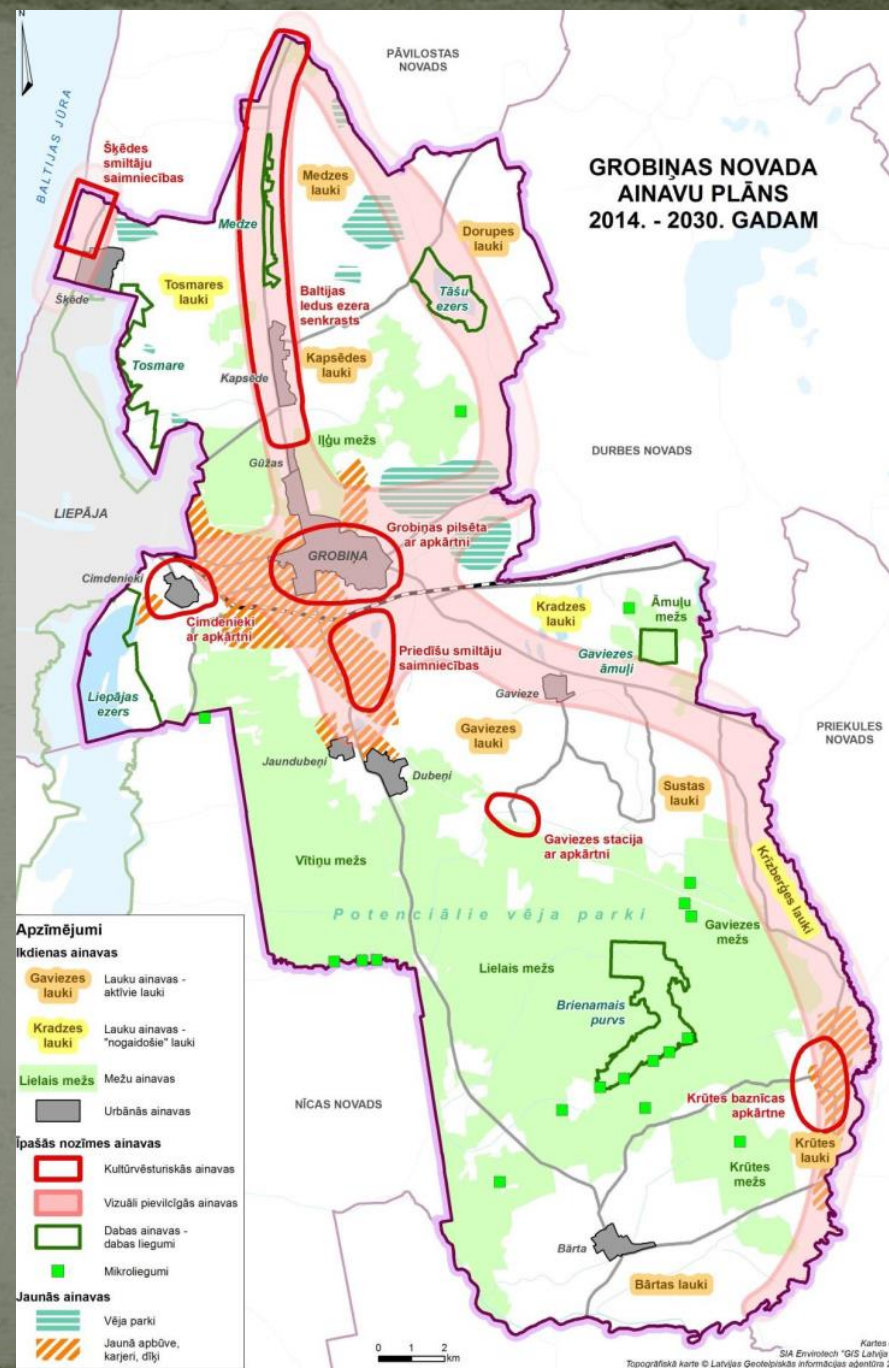 N
PĀVILOSTAS
NOVADS
BALTIJAS JŪRA
Šķēdes
smiltāju
saimniecības
GROBIŅAS NOVADA
AINAVU PLĀNS
2014. - 2030. GADAM
Medzes
lauki
Medze
Dorupes
lauki
Tosmares
lauki
Tāšu
ezers
Šķēde
Baltijas
ledus ezera
senkrasts
Tosmare
Kapsēde
Kapsēdes
lauki
Iļģu mežs
Gūžas
DURBES NOVADS
LIEPĀJA
Grobiņas pilsēta
ar apkārtni
GROBIŅA
Cimdenieki
Cimdenieki
ar apkārtni
Kradzes
lauki
Āmuļu
mežs
Priedīšu smiltāju
saimniecības
Gaviezes
āmuļi
Gavieze
Liepājas
ezers
PRIEKULES
NOVADS
Gaviezes
lauki
Jaundubeņi
Dubeņi
Sustas
lauki
Gaviezes stacija
ar apkārtni
Vītiņu mežs
Krīzberģes lauki
Potenciālie vēja parki
Gaviezes
mežs
Lielais mežs
Brienamais
purvs
NĪCAS NOVADS
Krūtes baznīcas
apkārtne
Krūtes
lauki
Krūtes
mežs
Bārta
Bārtas lauki
Apzīmējumi
Ikdienas ainavas
Gaviezes
lauki
Lauku ainavas -
aktīvie lauki
Kradzes
lauki
Lauku ainavas -
"nogaidošie" lauki
Lielais mežs
Mežu ainavas
Urbānās ainavas
Īpašās nozīmes ainavas
Kultūrvēsturiskās ainavas
Vizuāli pievilcīgās ainavas
Dabas ainavas -
dabas liegumi
Mikroliegumi
Jaunās ainavas
Vēja parki
Jaunā apbūve,
karjeri, dīķi
0 1 2
km
Kartes
SIA Envirotech "GIS Latvija
Topogrāfiskā karte © Latvijas Ģeotelpiskās informācijas aģentūra